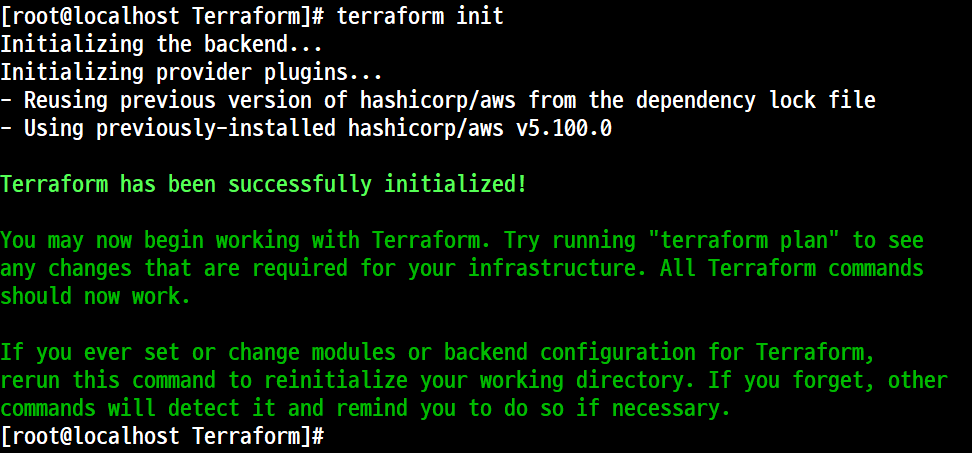 [root@localhost Terraform]# terraform init
Initializing the backend...
Initializing provider plugins...
- Reusing previous version of hashicorp/aws from the dependency lock file
- Using previously-installed hashicorp/aws v5.100.0
Terraform has been successfully initialized!
You may now begin working with Terraform. Try running "terraform plan" to see
any changes that are required for your infrastructure. All Terraform commands
should now work.
If you ever set or change modules or backend configuration for Terraform,
rerun this command to reinitialize your working directory. If you forget, other
commands will detect it and remind you to do so if necessary.
[root@localhost Terraform]#